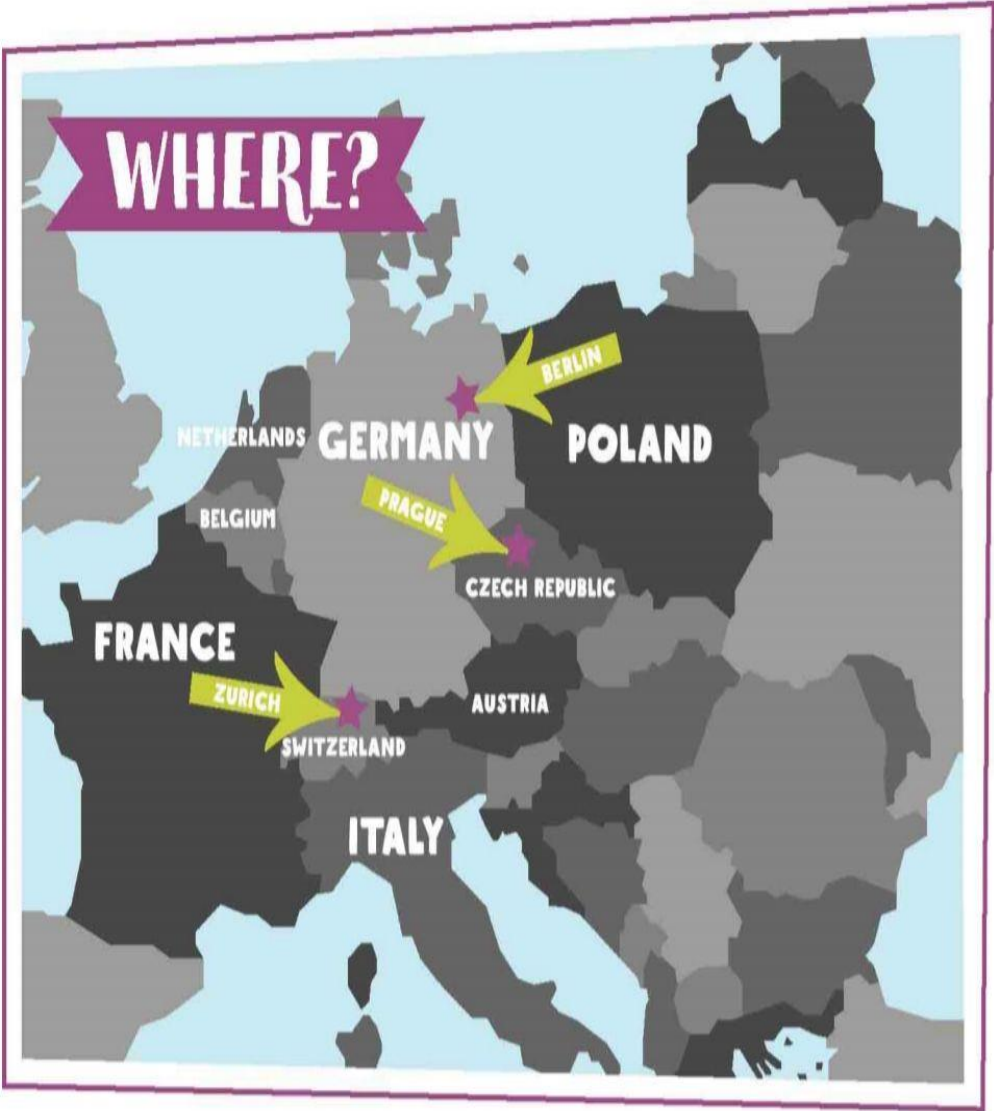 WHERE?
BERLIN
NETHERLANDS
GERMANY
POLAND
PRAGUE
BELGIUM
CZECH REPUBLIC
FRANCE
ZURICH
AUSTRIA
SWITZERLAND
ITALY